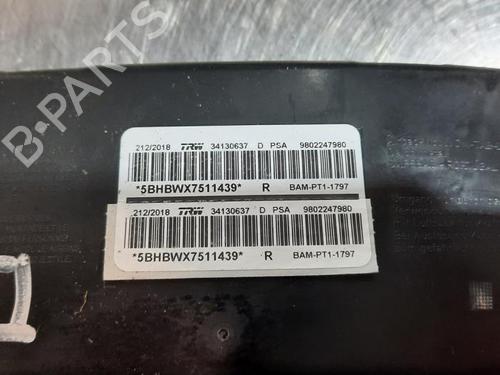 B-PARTS
212/2018 TRW 34130637 D PSA 9802247980
*5BHBWX7511439* R BAM-PT1-1797
212/2018 TRW 34130637 D PSA 9802247980
*5BHBWX7511439* R BAM-PT1-1797